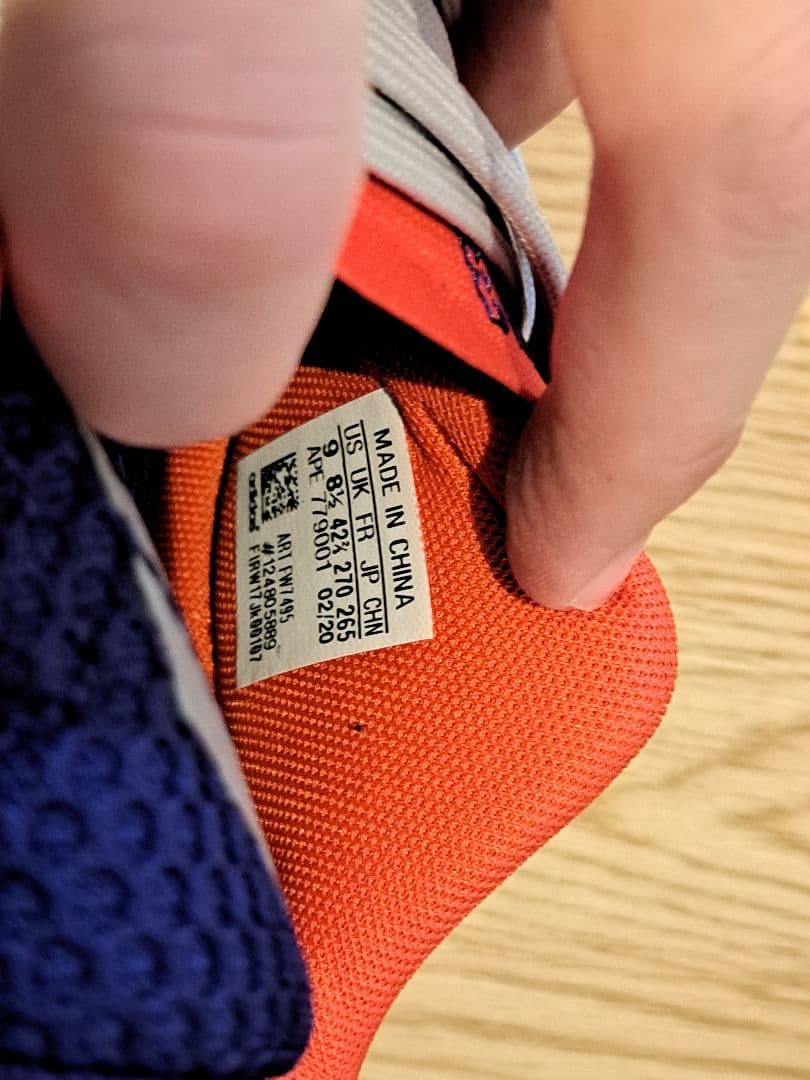 MADE IN CHINA
US UK FR JP CHN
9 8½ 42⅔ 270 265
APE 779001 02/20
ART FW7495
#124805889
adidas